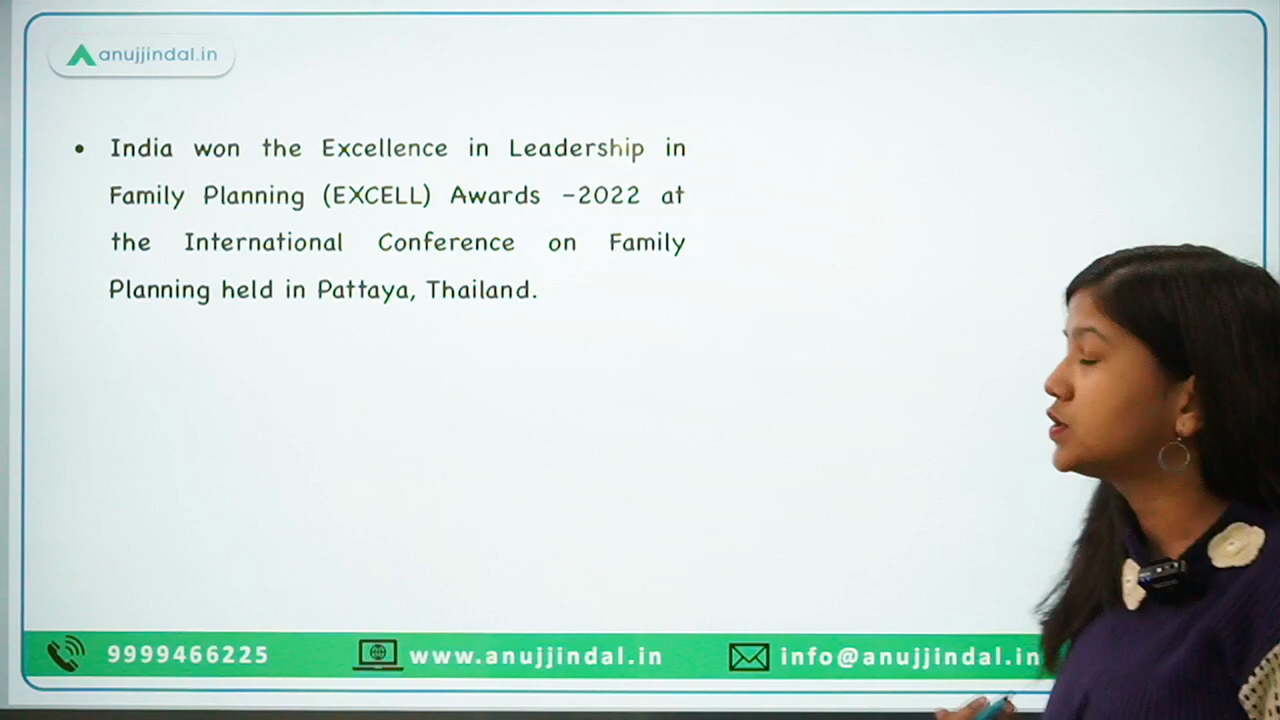 anujjindal.in
• India won the Excellence in Leadership in
Family Planning (EXCELL) Awards -2022 at
the International Conference on Family
Planning held in Pattaya, Thailand.
9999466225
www.anujjindal.in
info@anujjindal.in